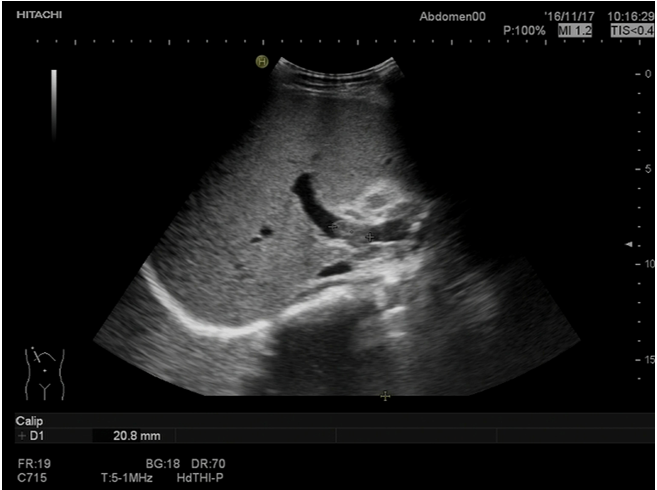 HITACHI
Abdomen00 '16/11/17 10:16:29
P:100% MI 1.2 TIS<0.4
H
0
5
10
15
Calip
+ D1 20.8 mm
FR:19 BG:18 DR:70
C715 T:5-1MHz HdTHI-P